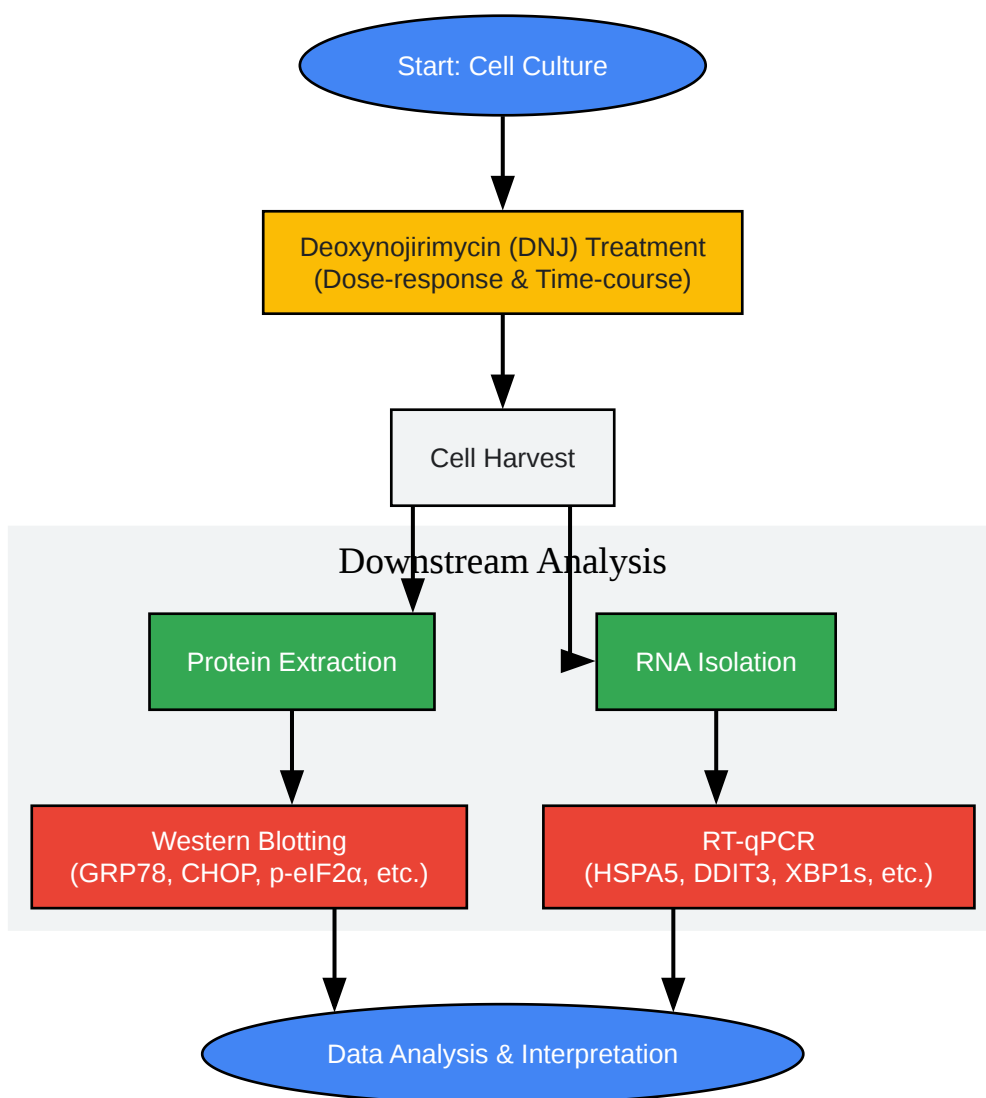 Start: Cell Culture
Deoxynojirimycin (DNJ) Treatment
(Dose-response & Time-course)
Cell Harvest
Downstream Analysis
Protein Extraction
RNA Isolation
Western Blotting
(GRP78, CHOP, p-eIF2α, etc.)
RT-qPCR
(HSPA5, DDIT3, XBP1s, etc.)
Data Analysis & Interpretation